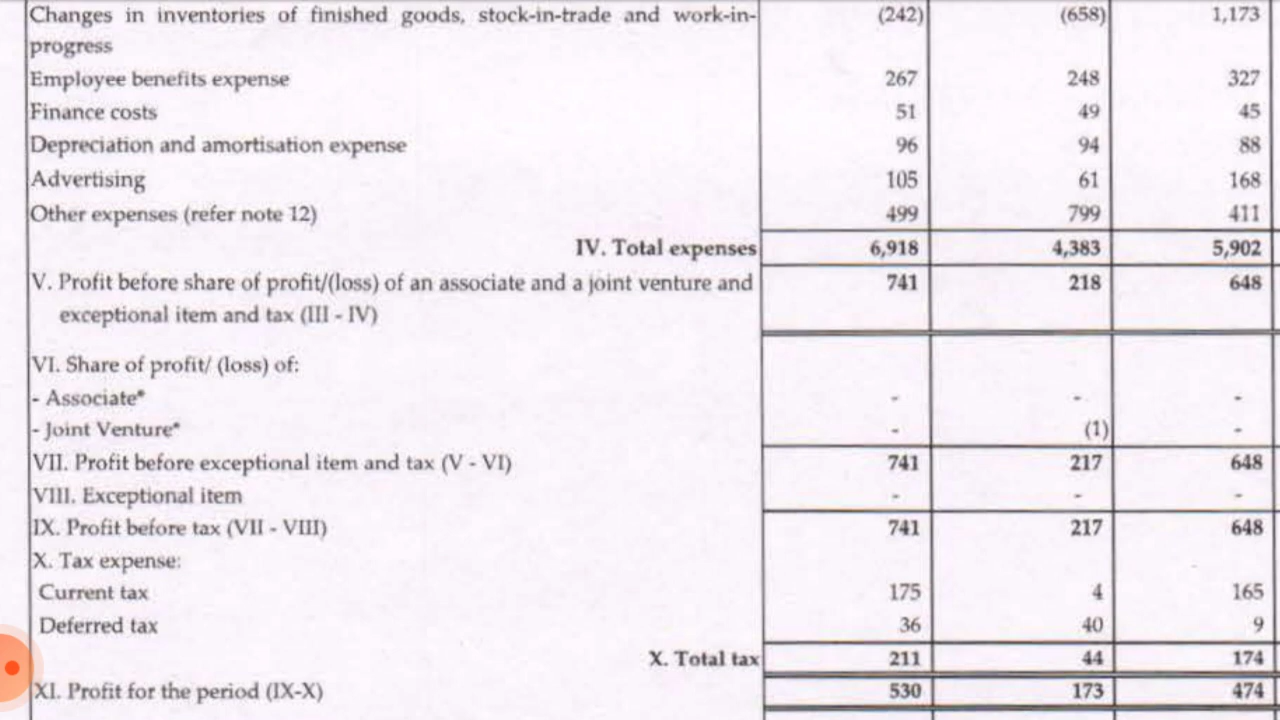 Changes in inventories of finished goods, stock-in-trade and work-in- (242) (658) 1,173
progress
Employee benefits expense 267 248 327
Finance costs 51 49 45
Depreciation and amortisation expense 96 94 88
Advertising 105 61 168
Other expenses (refer note 12) 499 799 411
IV. Total expenses 6,918 4,383 5,902
V. Profit before share of profit/(loss) of an associate and a joint venture and 741 218 648
exceptional item and tax (III - IV)
VI. Share of profit/ (loss) of:
- Associate* - - -
- Joint Venture* - (1) -
VII. Profit before exceptional item and tax (V - VI) 741 217 648
VIII. Exceptional item - - -
IX. Profit before tax (VII - VIII) 741 217 648
X. Tax expense:
Current tax 175 4 165
Deferred tax 36 40 9
X. Total tax 211 44 174
XI. Profit for the period (IX-X) 530 173 474